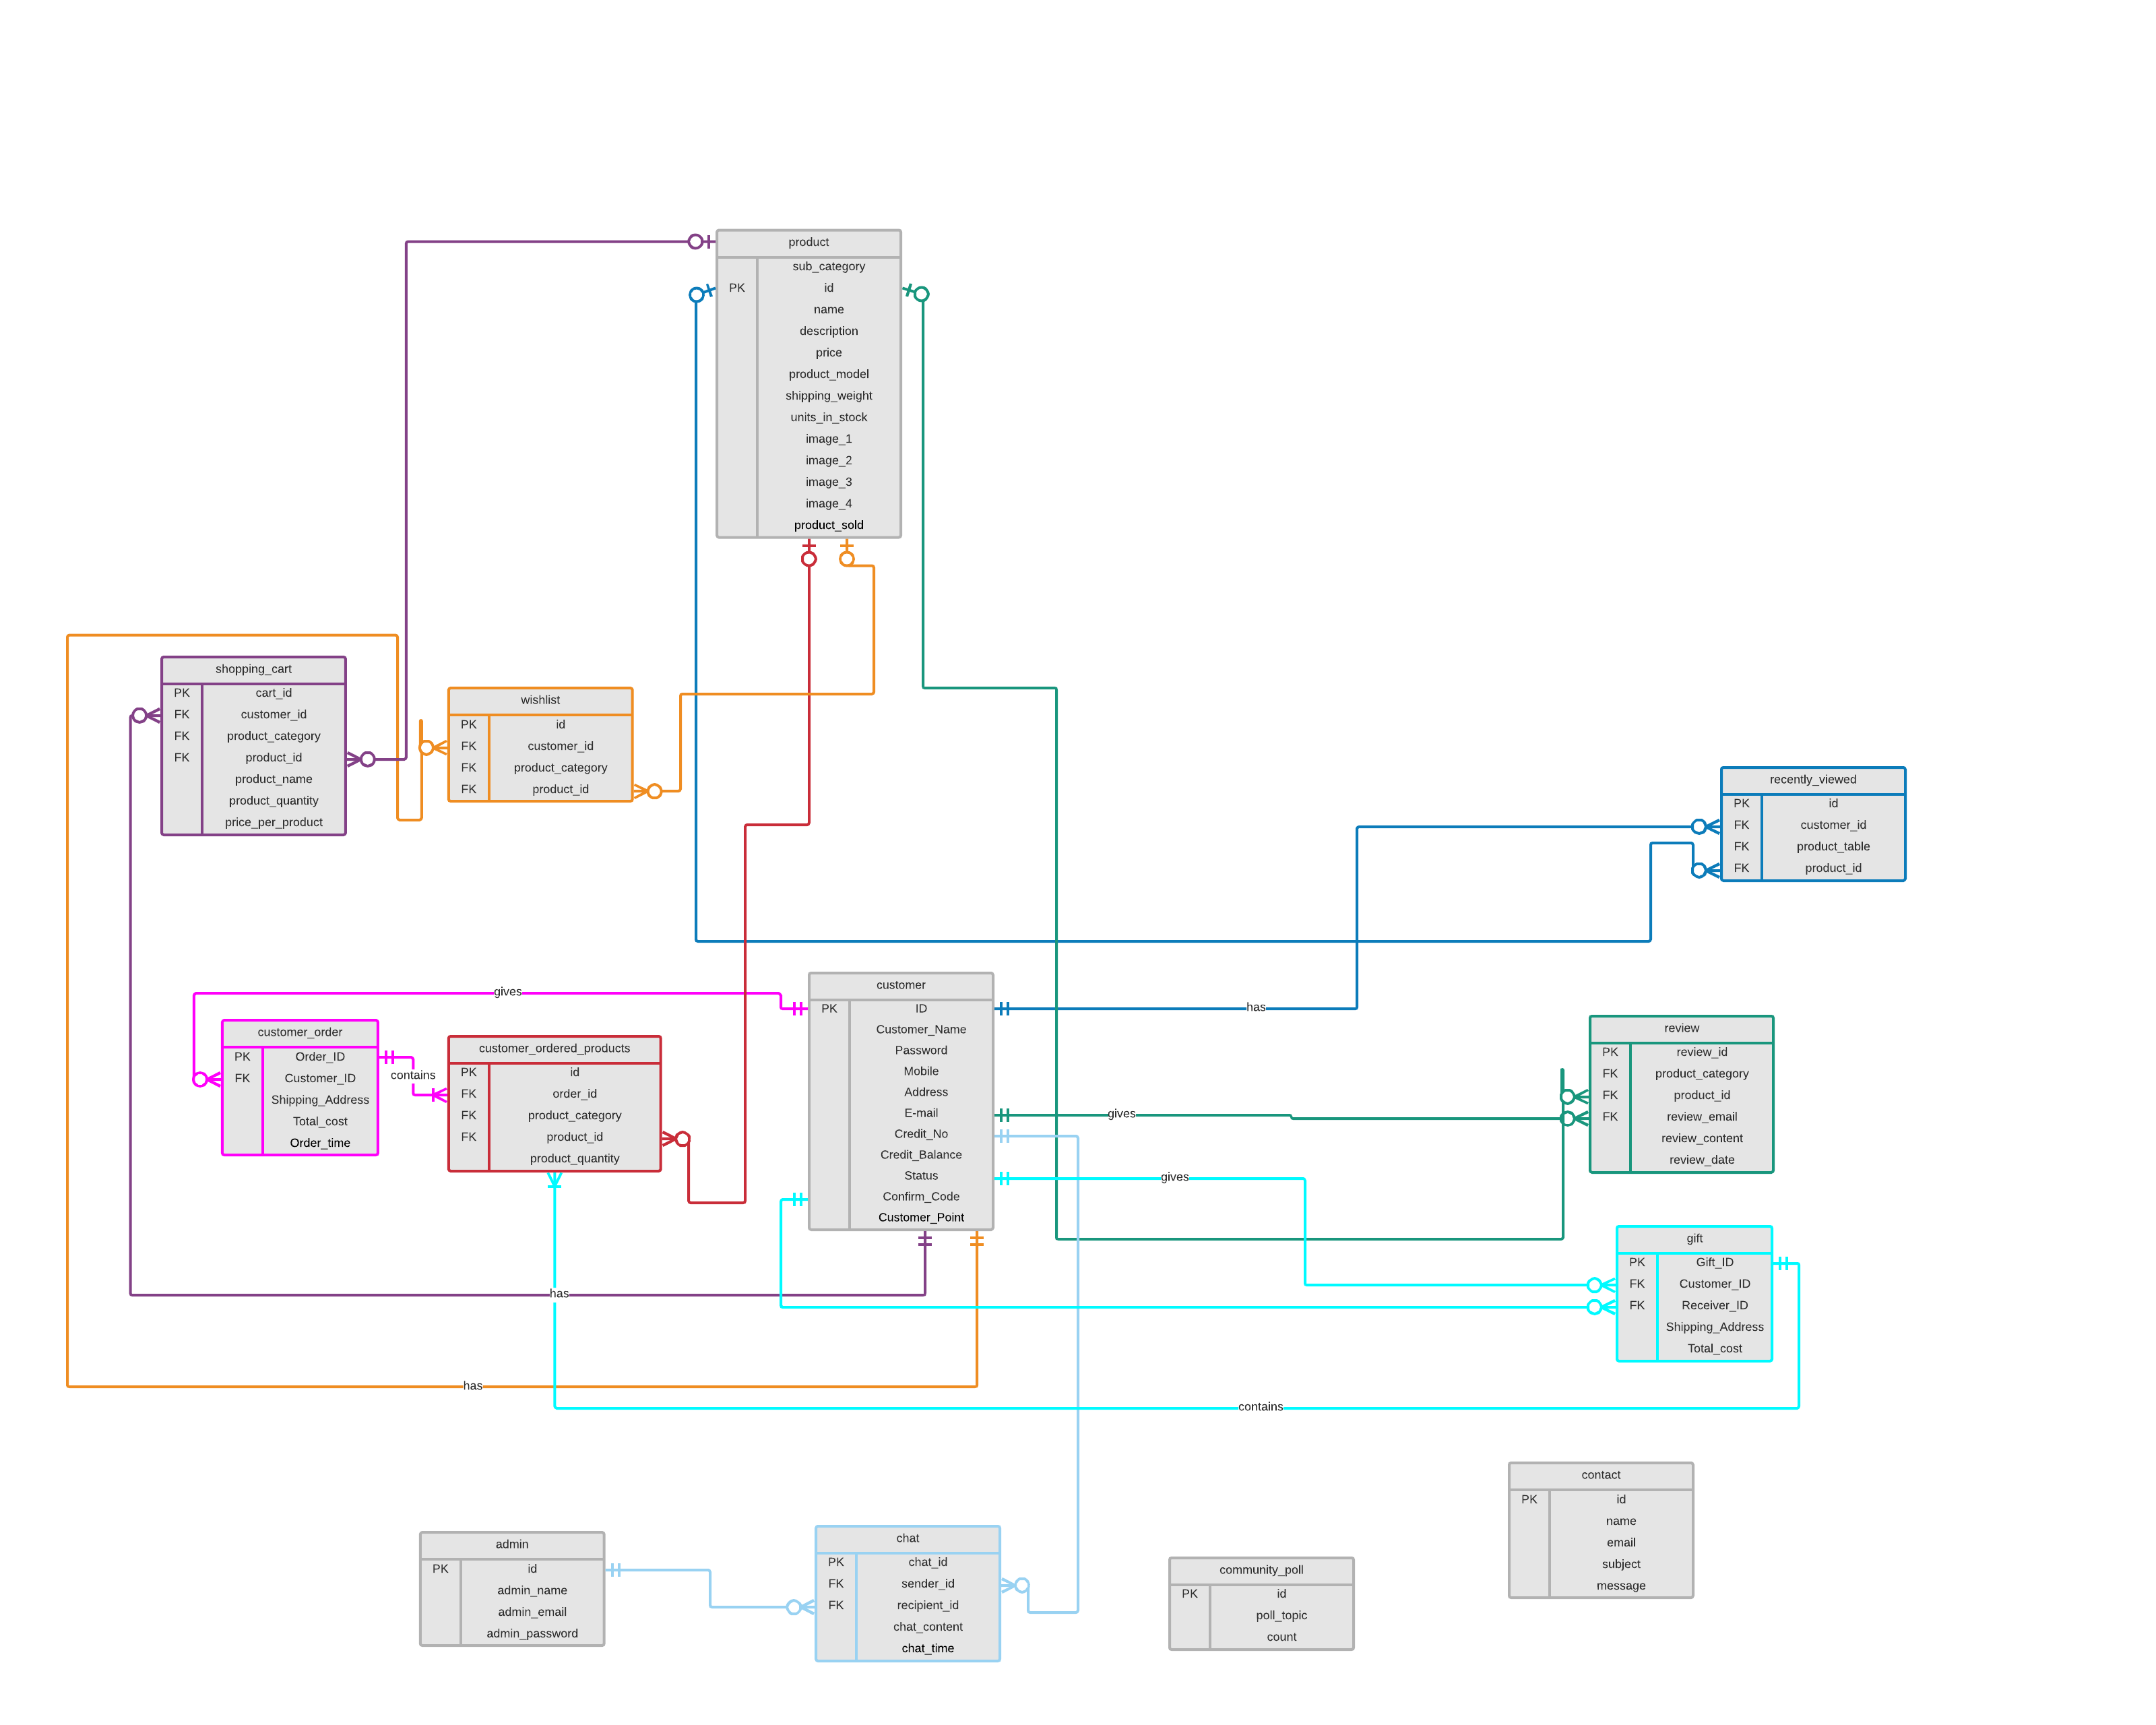 product
sub_category
PK id
name
description
price
product_model
shipping_weight
units_in_stock
image_1
image_2
image_3
image_4
product_sold
shopping_cart
PK cart_id
FK customer_id
FK product_category
FK product_id
product_name
product_quantity
price_per_product
wishlist
PK id
FK customer_id
FK product_category
FK product_id
recently_viewed
PK id
FK customer_id
FK product_table
FK product_id
gives
customer_order
PK Order_ID
FK Customer_ID
Shipping_Address
Total_cost
Order_time
contains
customer_ordered_products
PK id
FK order_id
FK product_category
FK product_id
product_quantity
customer
PK ID
Customer_Name
Password
Mobile
Address
E-mail
Credit_No
Credit_Balance
Status
Confirm_Code
Customer_Point
has
gives
gives
review
PK review_id
FK product_category
FK product_id
FK review_email
review_content
review_date
gift
PK Gift_ID
FK Customer_ID
FK Receiver_ID
Shipping_Address
Total_cost
has
has
contains
admin
PK id
admin_name
admin_email
admin_password
chat
PK chat_id
FK sender_id
FK recipient_id
chat_content
chat_time
community_poll
PK id
poll_topic
count
contact
PK id
name
email
subject
message